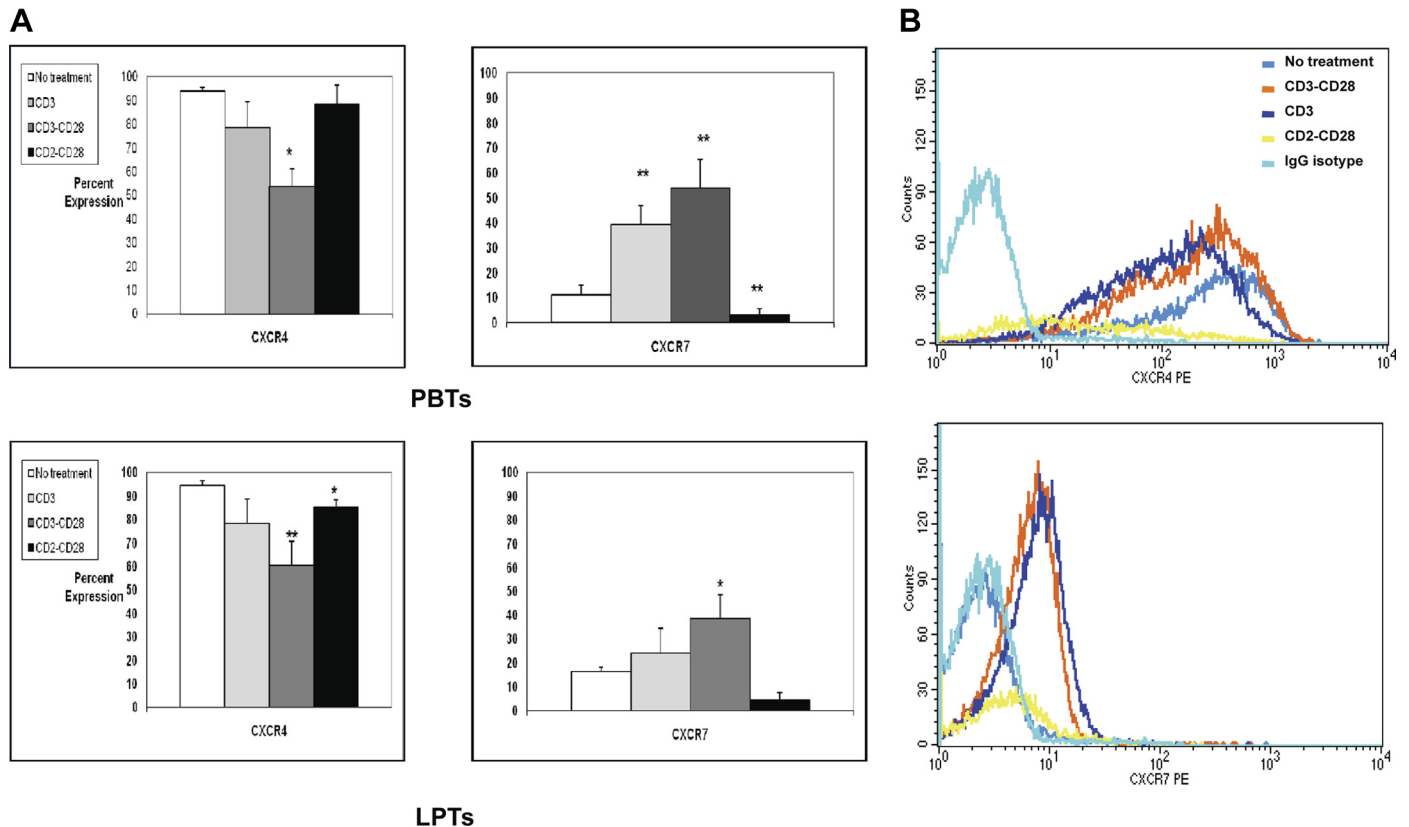 A
No treatment
CD3
CD3-CD28
CD2-CD28
Percent
Expression
100
90
80
70
60
50
40
30
20
10
0
*
CXCR4
100
90
80
70
60
50
40
30
20
10
0
**
**
**
CXCR7
PBTs
No treatment
CD3
CD3-CD28
CD2-CD28
Percent
Expression
100
90
80
70
60
50
40
30
20
10
0
**
*
CXCR4
100
90
80
70
60
50
40
30
20
10
0
*
CXCR7
LPTs
B
No treatment
CD3-CD28
CD3
CD2-CD28
IgG isotype
Counts
150
120
90
60
30
0
10^0
10^1
10^2
10^3
10^4
CXCR4 PE
Counts
150
120
90
60
30
0
10^0
10^1
10^2
10^3
10^4
CXCR7 PE